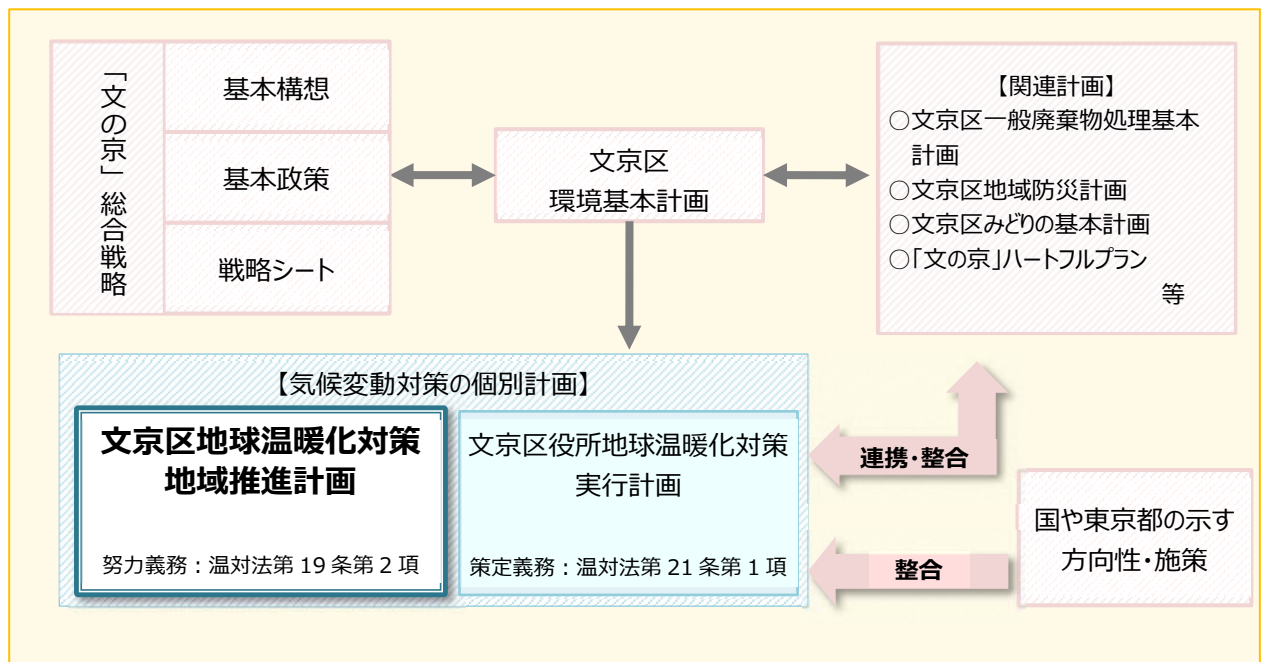 「文の京」総合戦略
基本構想
基本政策
戦略シート
文京区
環境基本計画
【関連計画】
○文京区一般廃棄物処理基本
計画
○文京区地域防災計画
○文京区みどりの基本計画
○「文の京」ハートフルプラン
等
【気候変動対策の個別計画】
文京区地球温暖化対策
地域推進計画
努力義務：温対法第 19 条第 2 項
文京区役所地球温暖化対策
実行計画
策定義務：温対法第 21 条第 1 項
連携・整合
整合
国や東京都の示す
方向性・施策